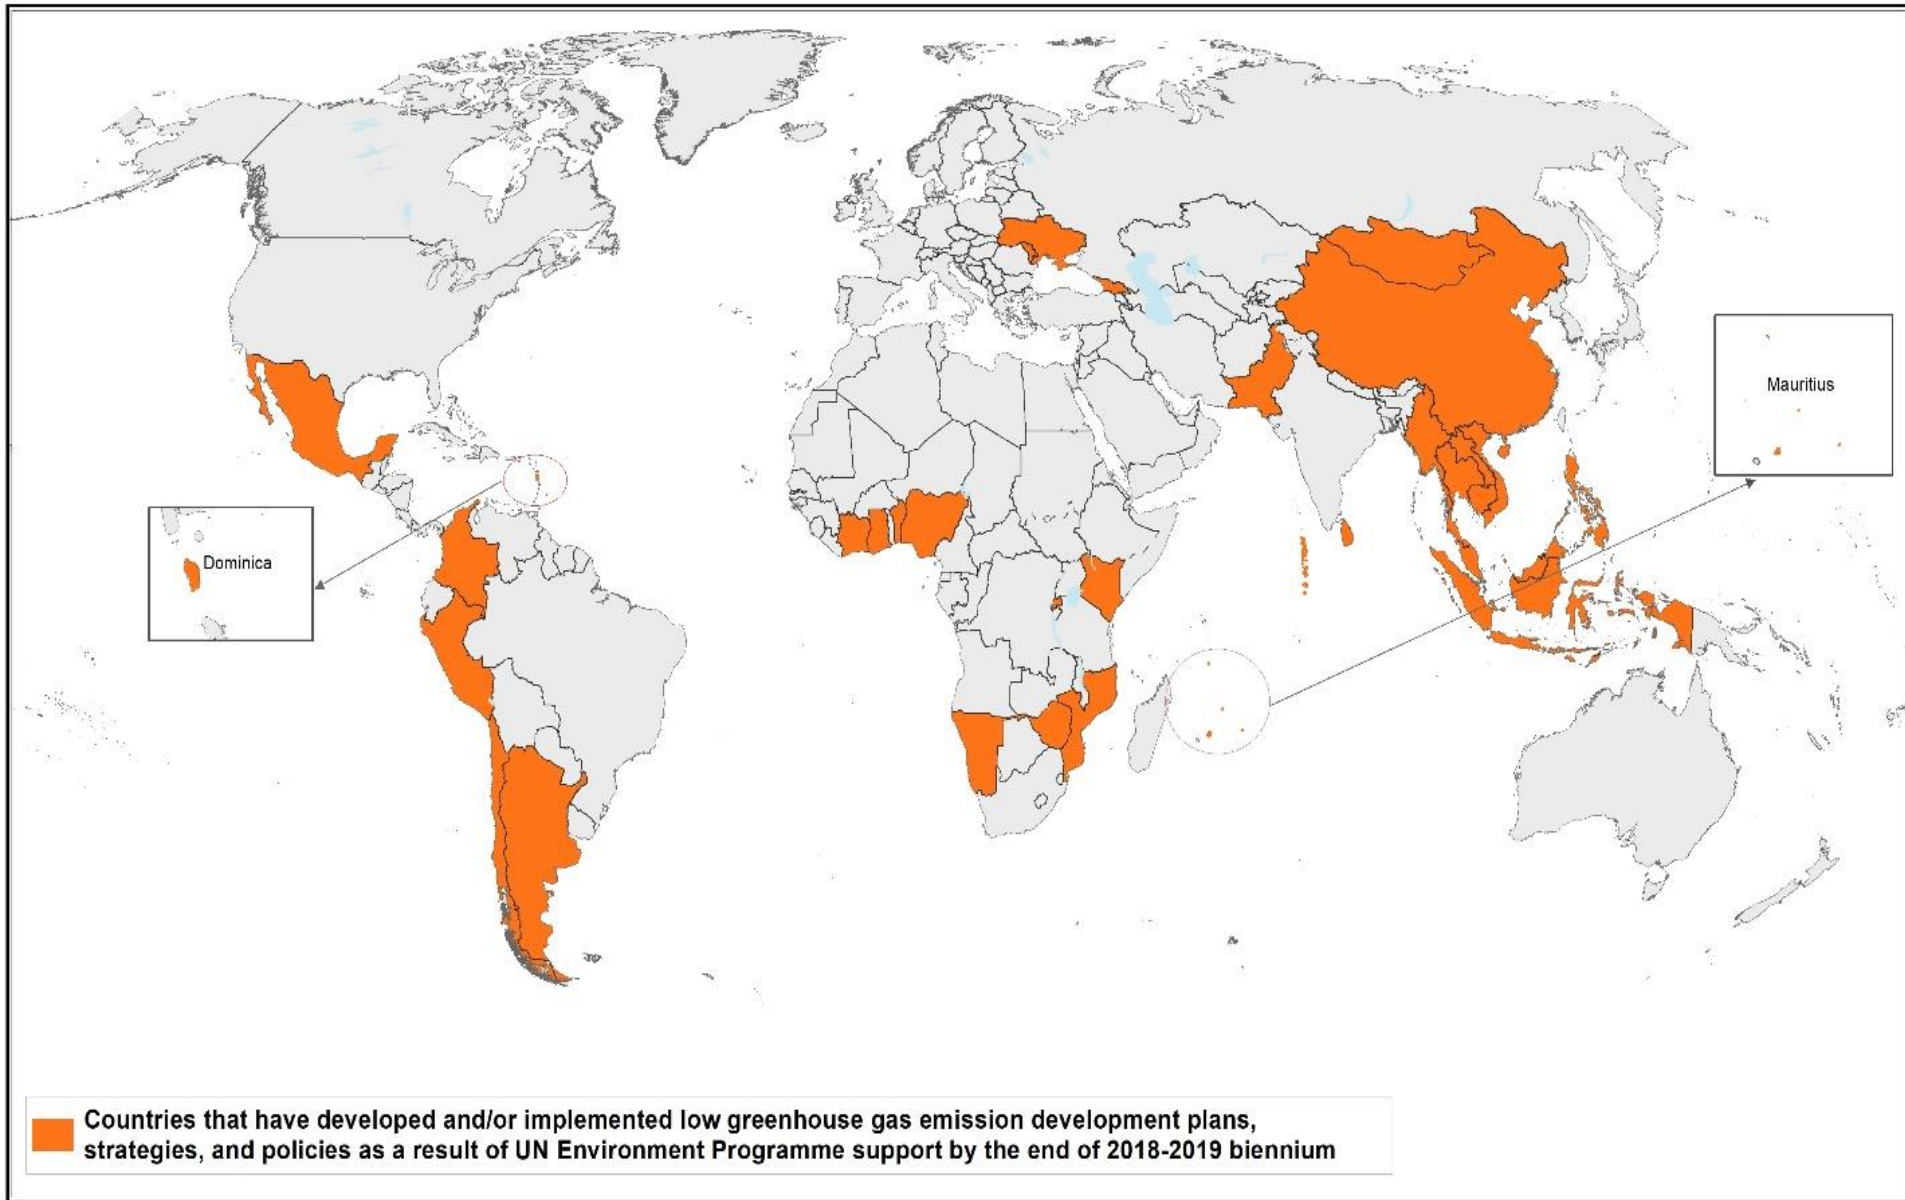 Mauritius
Dominica
Countries that have developed and/or implemented low greenhouse gas emission development plans,
strategies, and policies as a result of UN Environment Programme support by the end of 2018-2019 biennium